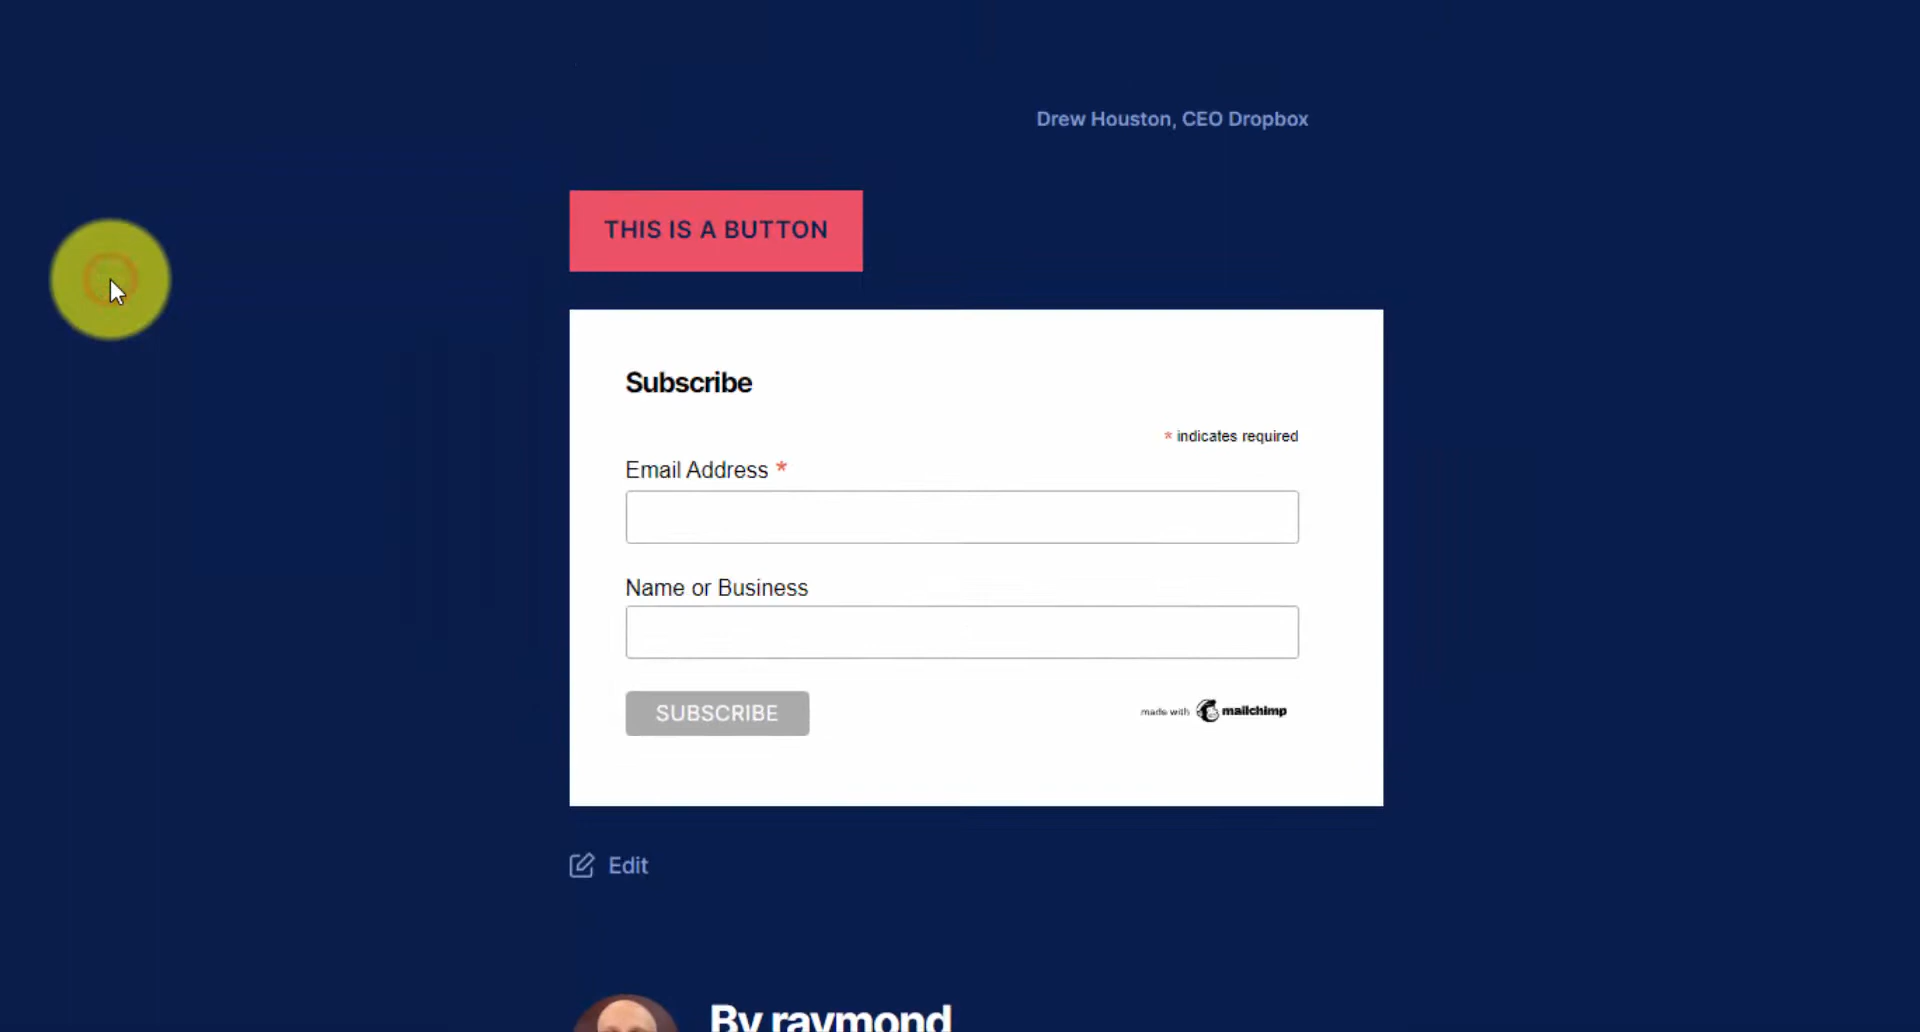 Drew Houston, CEO Dropbox
THIS IS A BUTTON
Subscribe
* indicates required
Email Address *
Name or Business
SUBSCRIBE
made with mailchimp
Edit
By raymond